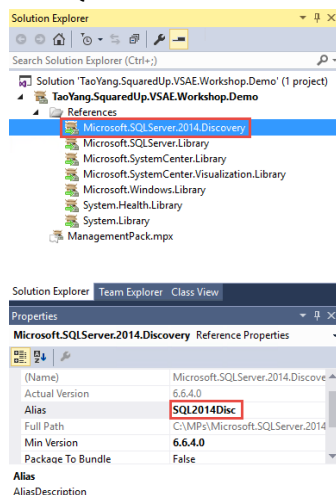 Solution Explorer
Search Solution Explorer (Ctrl+;)
Solution 'TaoYang.SquaredUp.VSAE.Workshop.Demo' (1 project)
TaoYang.SquaredUp.VSAE.Workshop.Demo
References
Microsoft.SQLServer.2014.Discovery
Microsoft.SQLServer.Library
Microsoft.SystemCenter.Library
Microsoft.SystemCenter.Visualization.Library
Microsoft.Windows.Library
System.Health.Library
System.Library
ManagementPack.mpx
Solution Explorer Team Explorer Class View
Properties
Microsoft.SQLServer.2014.Discovery Reference Properties
(Name) Microsoft.SQLServer.2014.Discove
Actual Version 6.6.4.0
Alias SQL2014Disc
Full Path C:\MPs\Microsoft.SQLServer.2014
Min Version 6.6.4.0
Package To Bundle False
Alias
AliasDescription